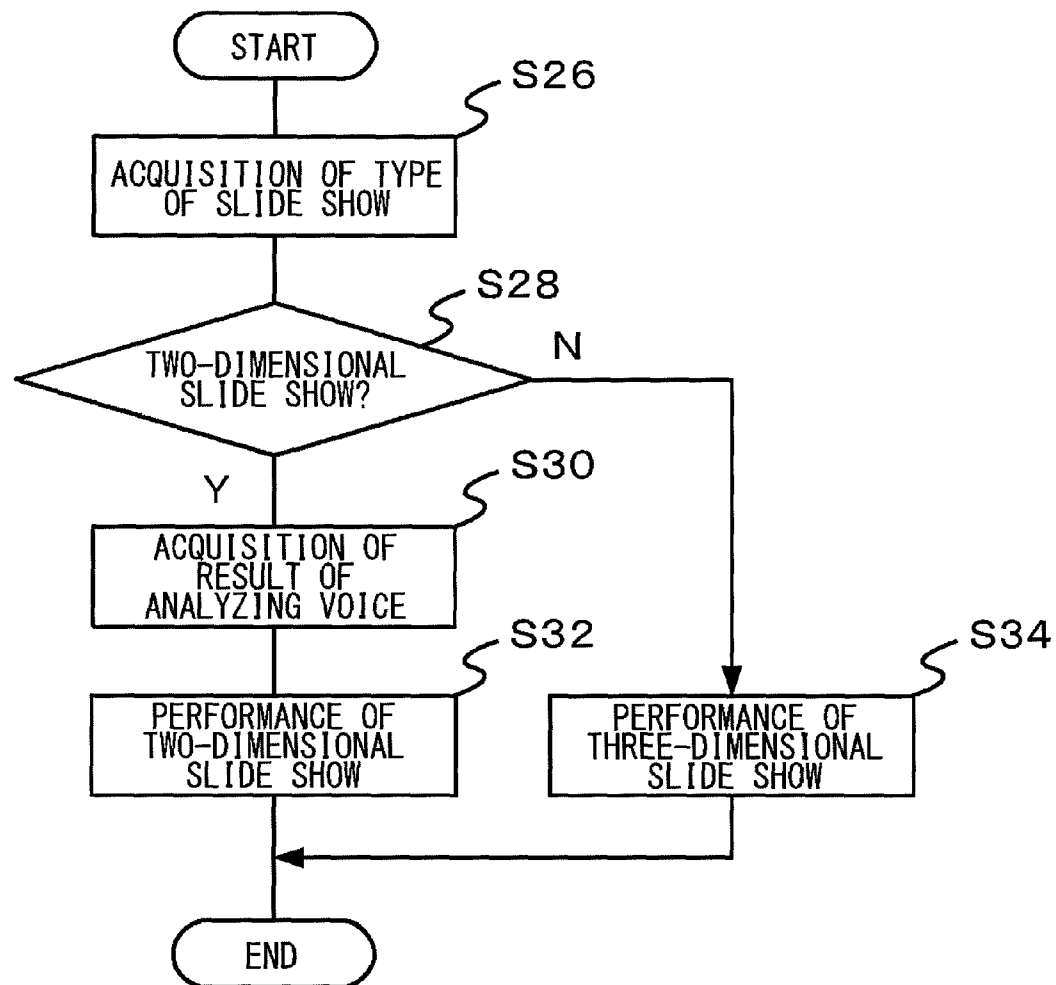 START
S26
ACQUISITION OF TYPE
OF SLIDE SHOW
S28
TWO-DIMENSIONAL
SLIDE SHOW?
N
Y
S30
ACQUISITION OF
RESULT OF
ANALYZING VOICE
S32
PERFORMANCE OF
TWO-DIMENSIONAL
SLIDE SHOW
S34
PERFORMANCE OF
THREE-DIMENSIONAL
SLIDE SHOW
END